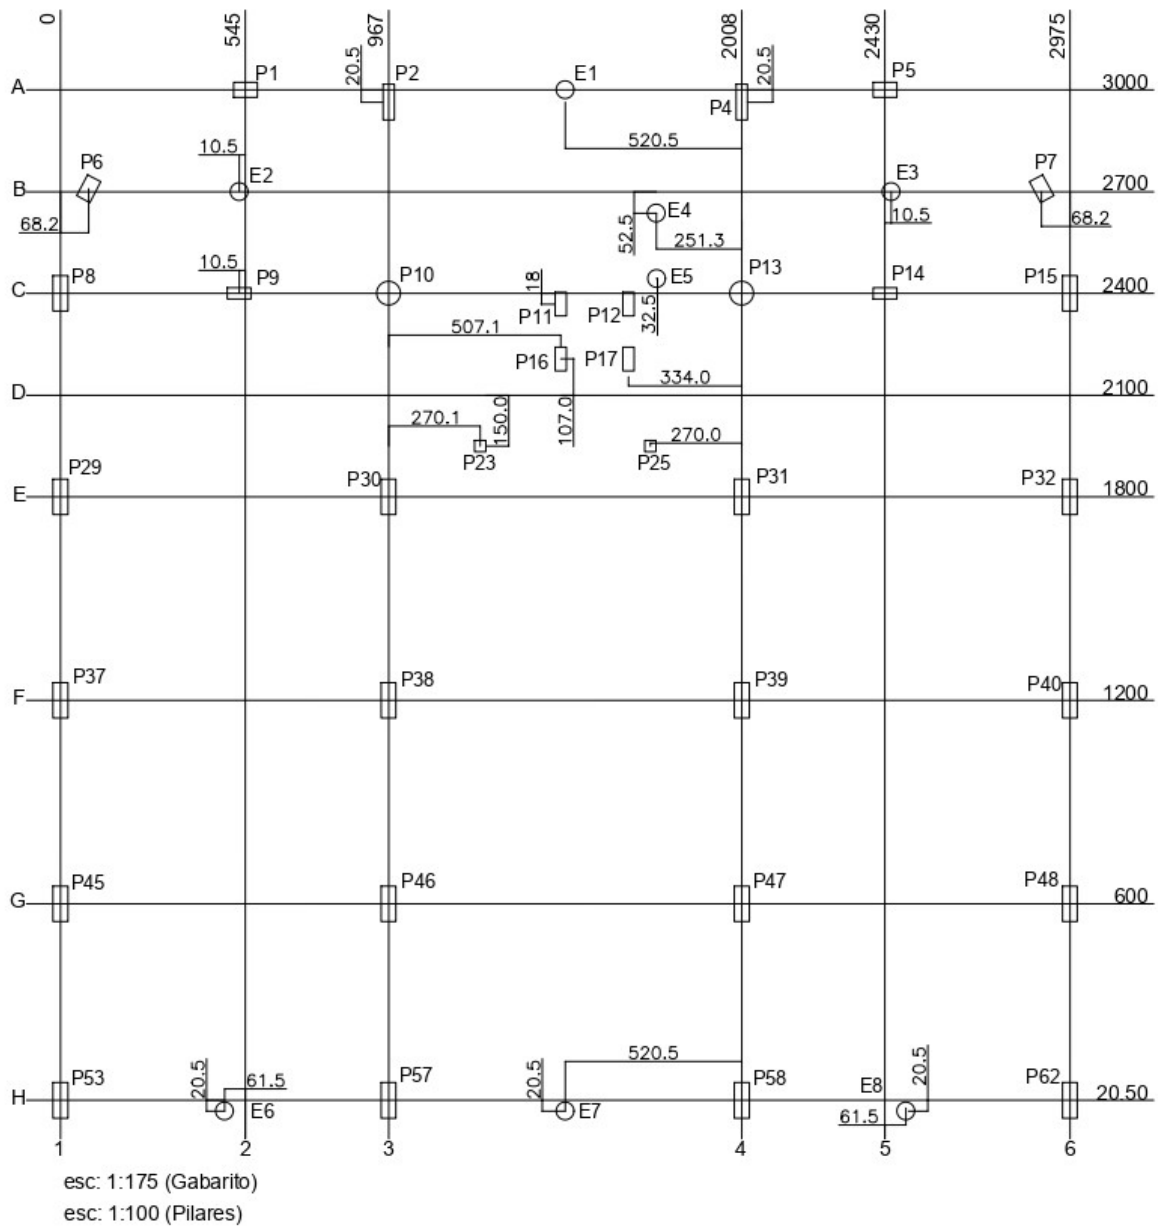 0 545 967 2008 2430 2975
A P1 20.5 P2 E1 P4 20.5 P5 3000
520.5
10.5
B P6 E2 E3 P7 2700
68.2 52.5 E4 10.5 68.2
251.3
10.5
C P8 P9 P10 18 P11 P12 E5 P13 P14 P15 2400
32.5
507.1
P16 P17
334.0
D 2100
270.1 150.0 107.0 270.0
P23 P25
E P29 P30 P31 P32 1800
F P37 P38 P39 P40 1200
G P45 P46 P47 P48 600
520.5
H P53 20.5 61.5 E6 P57 20.5 E7 P58 E8 20.5 P62 20.50
61.5
1 2 3 4 5 6
esc: 1:175 (Gabarito)
esc: 1:100 (Pilares)